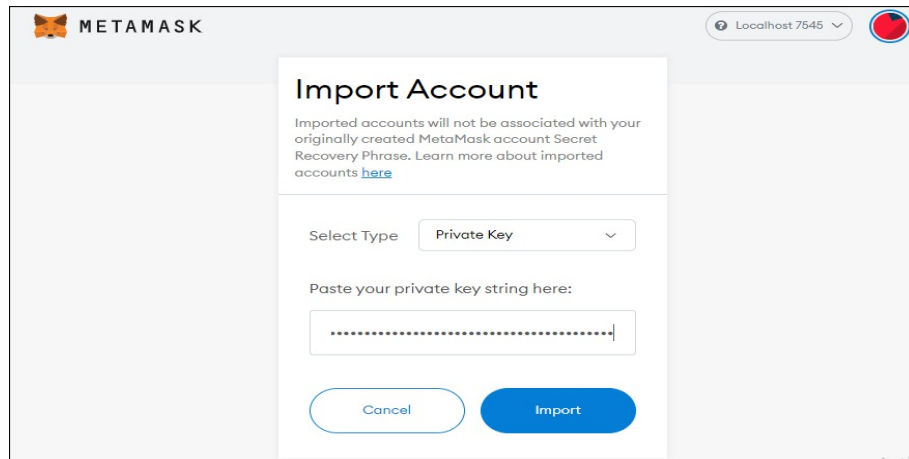 METAMASK
Localhost 7545
Import Account
Imported accounts will not be associated with your
originally created MetaMask account Secret
Recovery Phrase. Learn more about imported
accounts here
Select Type
Private Key
Paste your private key string here:
Cancel
Import